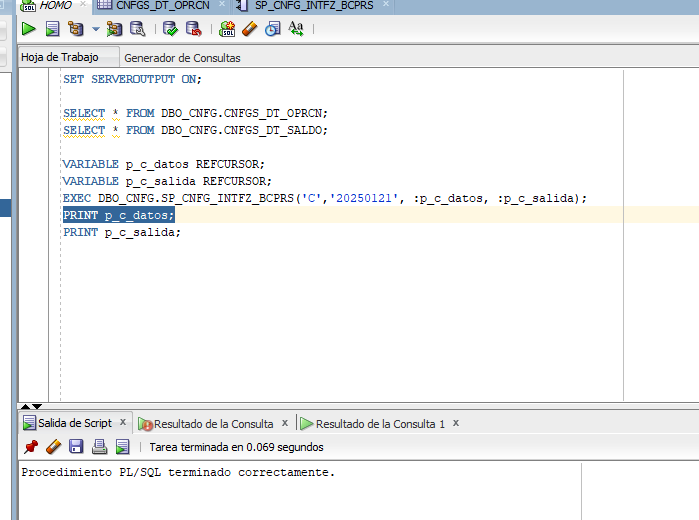 HOMO CNFGS_DT_OPRCN SP_CNFG_INTFZ_BCPRS
Hoja de Trabajo Generador de Consultas
SET SERVEROUTPUT ON;
SELECT * FROM DBO_CNFG.CNFGS_DT_OPRCN;
SELECT * FROM DBO_CNFG.CNFGS_DT_SALDO;
VARIABLE p_c_datos REFCURSOR;
VARIABLE p_c_salida REFCURSOR;
EXEC DBO_CNFG.SP_CNFG_INTFZ_BCPRS('C','20250121', :p_c_datos, :p_c_salida);
PRINT p_c_datos;
PRINT p_c_salida;
Salida de Script x Resultado de la Consulta x Resultado de la Consulta 1 x
Tarea terminada en 0.069 segundos
Procedimiento PL/SQL terminado correctamente.